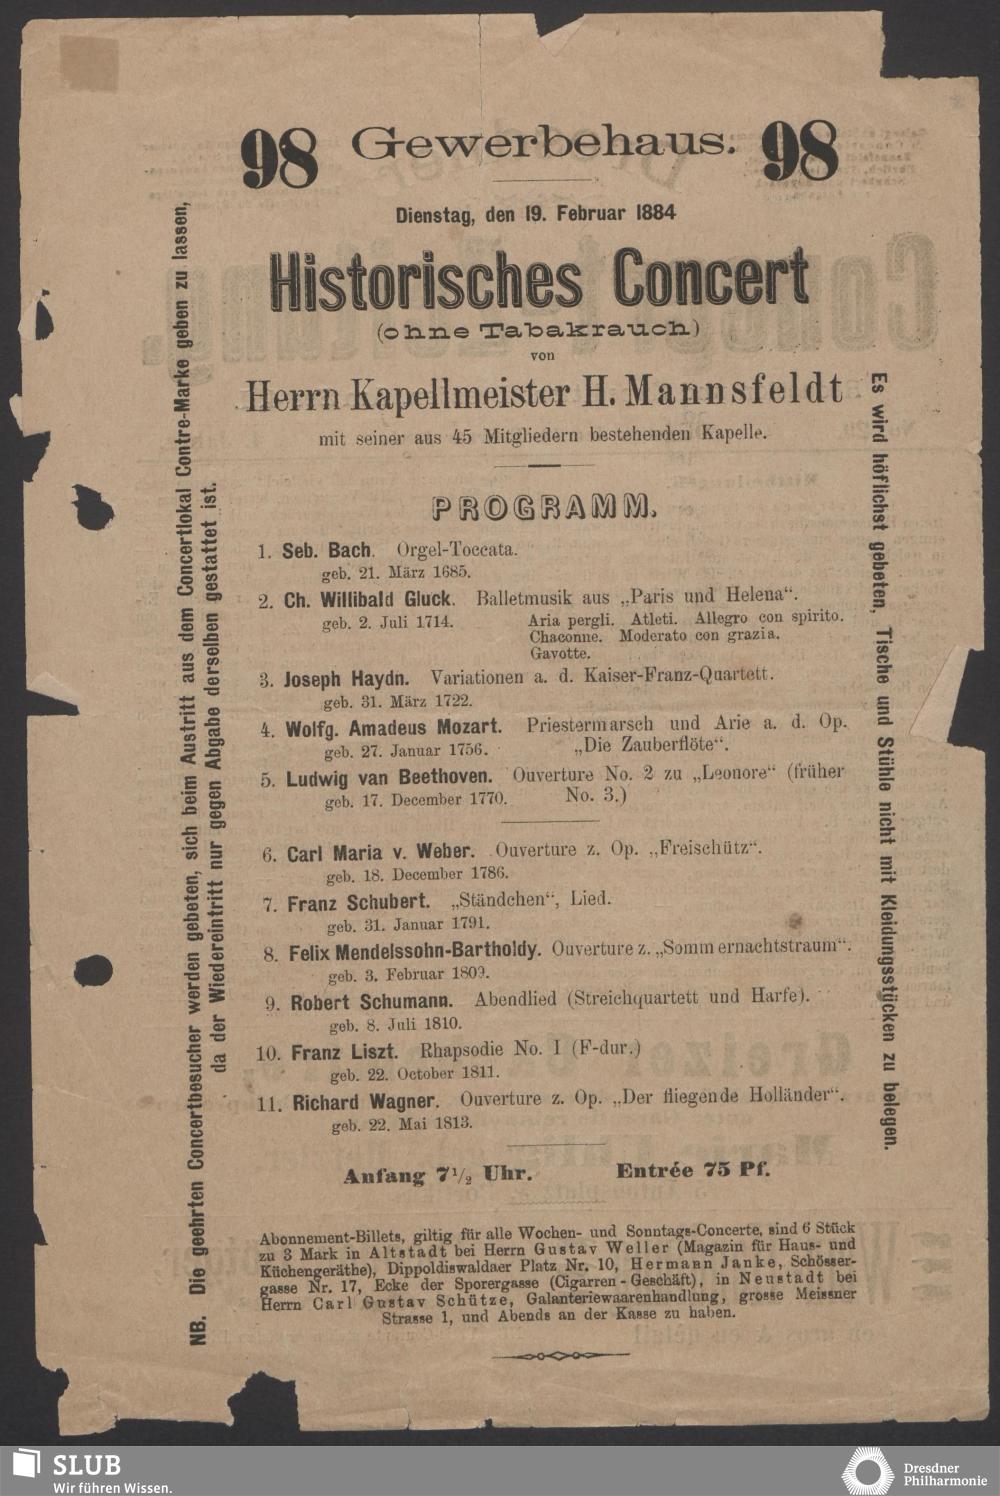 98 Gewerbehaus. 98
Dienstag, den 19. Februar 1884
Historisches Concert
(ohne Tabakrauch)
von
Herrn Kapellmeister H. Mannsfeldt
mit seiner aus 45 Mitgliedern bestehenden Kapelle.
PROGRAMM.
1. Seb. Bach. Orgel-Toccata.
geb. 21. März 1685.
2. Ch. Willibald Gluck. Balletmusik aus „Paris und Helena“.
geb. 2. Juli 1714. Aria pergli. Atleti. Allegro con spirito.
Chaconne. Moderato con grazia.
Gavotte.
3. Joseph Haydn. Variationen a. d. Kaiser-Franz-Quartett.
geb. 31. März 1722.
4. Wolfg. Amadeus Mozart. Priestermarsch und Arie a. d. Op.
geb. 27. Januar 1756. „Die Zauberflöte“.
5. Ludwig van Beethoven. Ouverture No. 2 zu „Leonore“ (früher
geb. 17. December 1770. No. 3.)
6. Carl Maria v. Weber. Ouverture z. Op. „Freischütz“.
geb. 18. December 1786.
7. Franz Schubert. „Ständchen“, Lied.
geb. 31. Januar 1791.
8. Felix Mendelssohn-Bartholdy. Ouverture z. „Sommernachtstraum“.
geb. 3. Februar 1809.
9. Robert Schumann. Abendlied (Streichquartett und Harfe).
geb. 8. Juli 1810.
10. Franz Liszt. Rhapsodie No. I (F-dur.)
geb. 22. October 1811.
11. Richard Wagner. Ouverture z. Op. „Der fliegende Holländer“.
geb. 22. Mai 1813.
Anfang 7½ Uhr. Entrée 75 Pf.
Abonnement-Billets, giltig für alle Wochen- und Sonntags-Concerte, sind 6 Stück
zu 3 Mark in Altstadt bei Herrn Gustav Weller (Magazin für Haus- und
Küchengeräthe), Dippoldiswaldaer Platz Nr. 10, Hermann Janke, Schösser-
gasse Nr. 17, Ecke der Sporergasse (Cigarren-Geschäft), in Neustadt bei
Herrn Carl Gustav Schütze, Galanteriewaarenhandlung, grosse Meissner
Strasse 1, und Abends an der Kasse zu haben.
NB. Die geehrten Concertbesucher werden gebeten, sich beim Austritt aus dem Concertlokal Contre-Marke geben zu lassen,
da der Wiedereintritt nur gegen Abgabe derselben gestattet ist.
Es wird höflichst gebeten, Tische und Stühle nicht mit Kleidungsstücken zu belegen.
SLUB
Wir führen Wissen.
Dresdner
Philharmonie